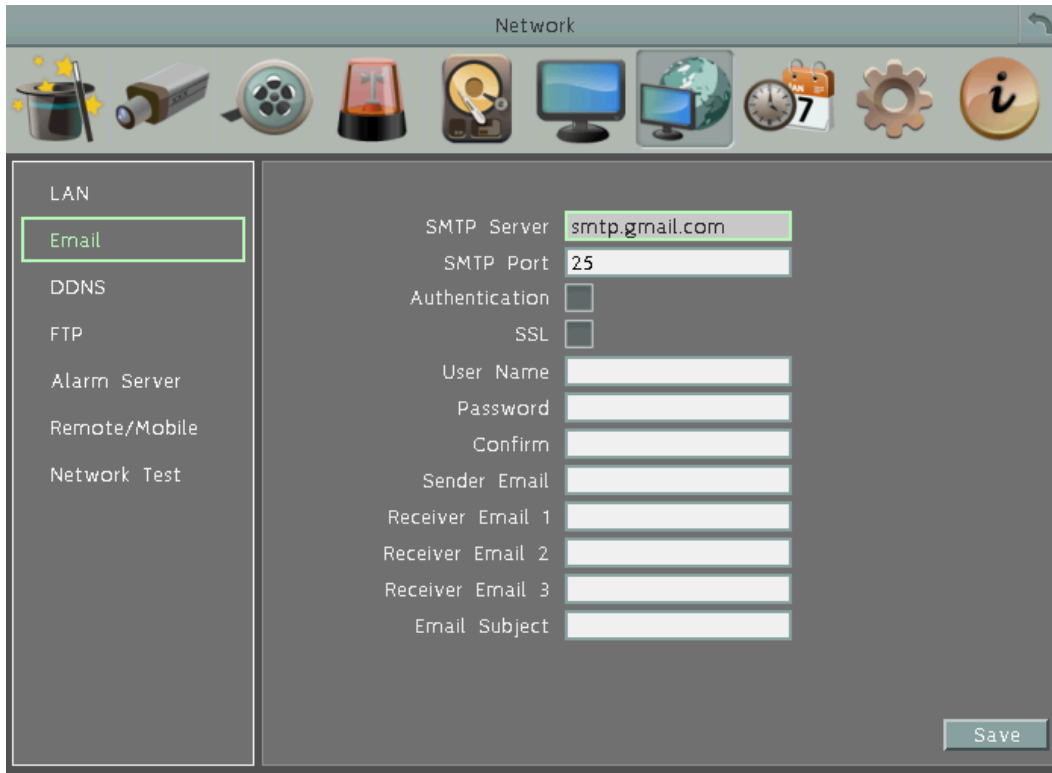 Network
JAN
7
i
LAN
Email
DDNS
FTP
Alarm Server
Remote/Mobile
Network Test
SMTP Server smtp.gmail.com
SMTP Port 25
Authentication
SSL
User Name
Password
Confirm
Sender Email
Receiver Email 1
Receiver Email 2
Receiver Email 3
Email Subject
Save